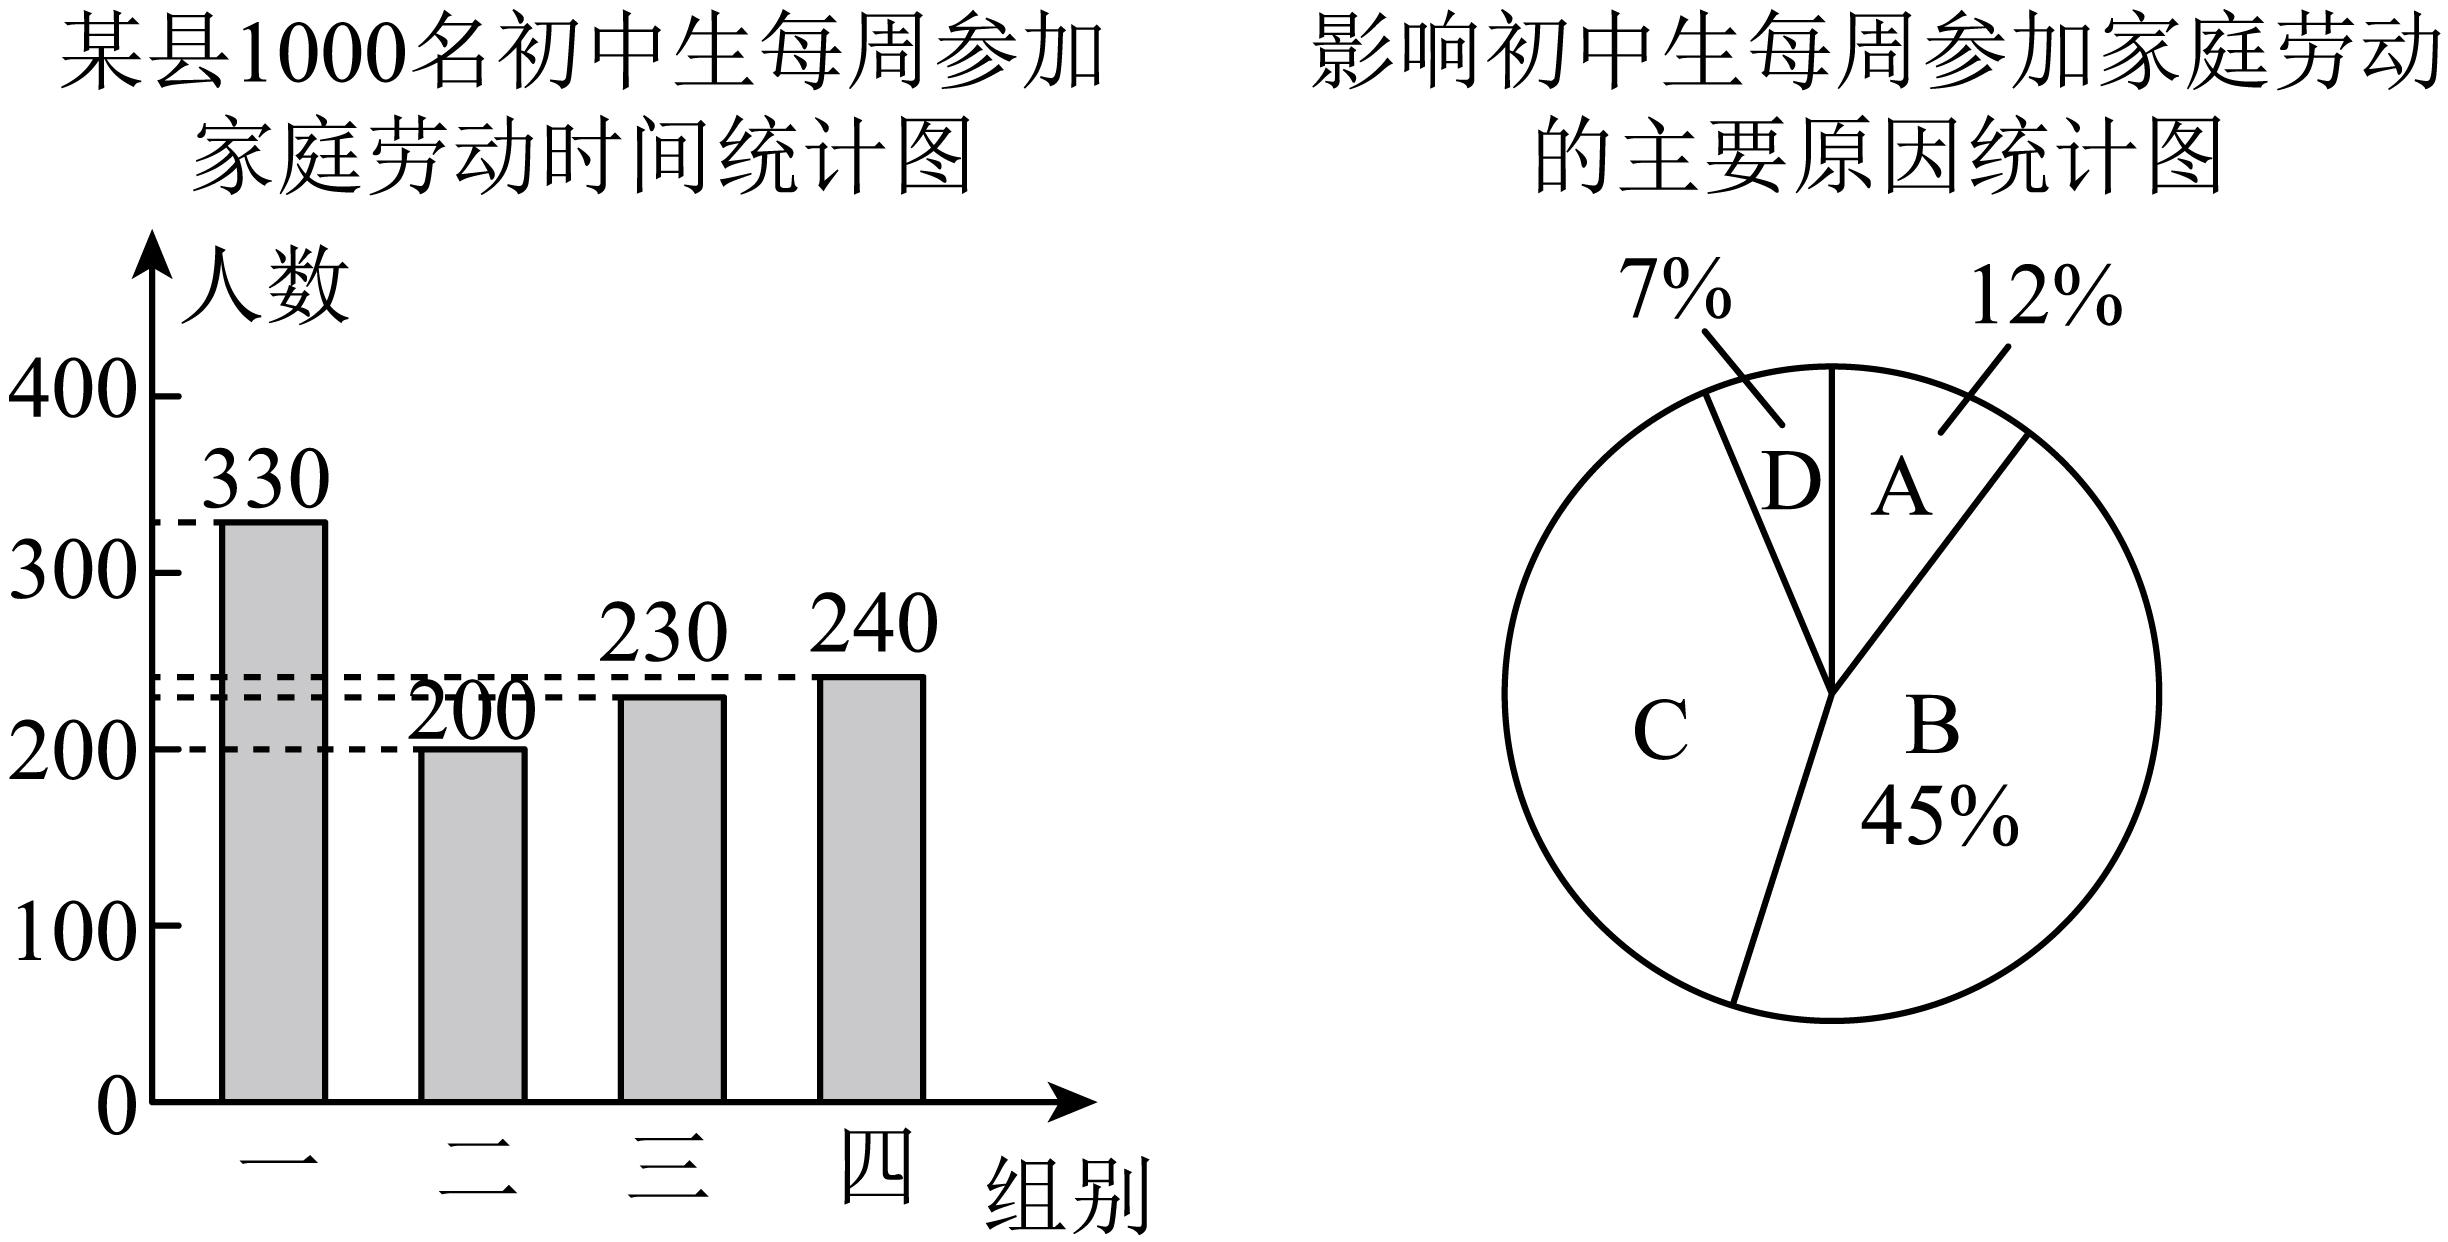 某县1000名初中生每周参加
家庭劳动时间统计图
人数
400
330
300
230
240
200
200
100
0
一
二
三
四
组别
影响初中生每周参加家庭劳动
的主要原因统计图
7%
12%
D
A
C
B
45%